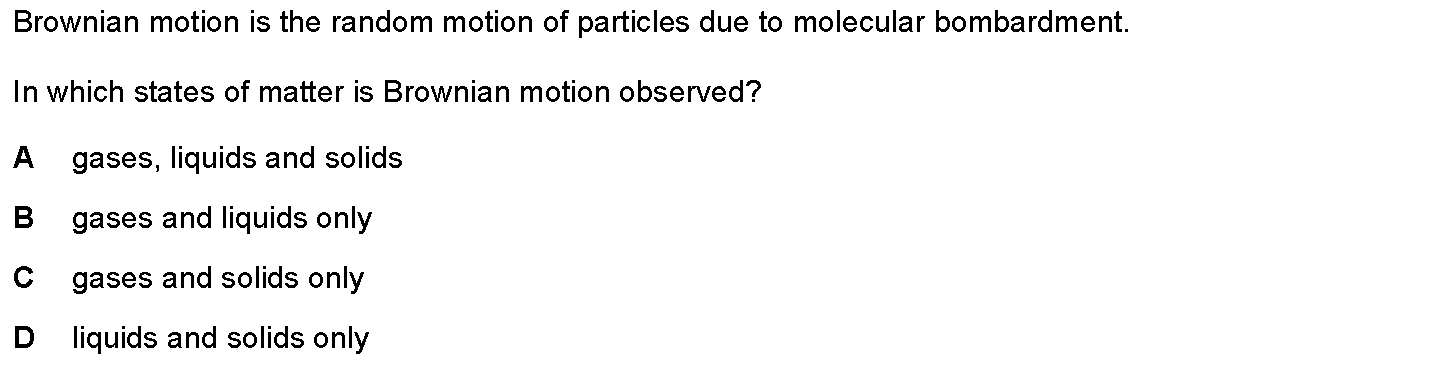 Brownian motion is the random motion of particles due to molecular bombardment.
In which states of matter is Brownian motion observed?
A gases, liquids and solids
B gases and liquids only
C gases and solids only
D liquids and solids only